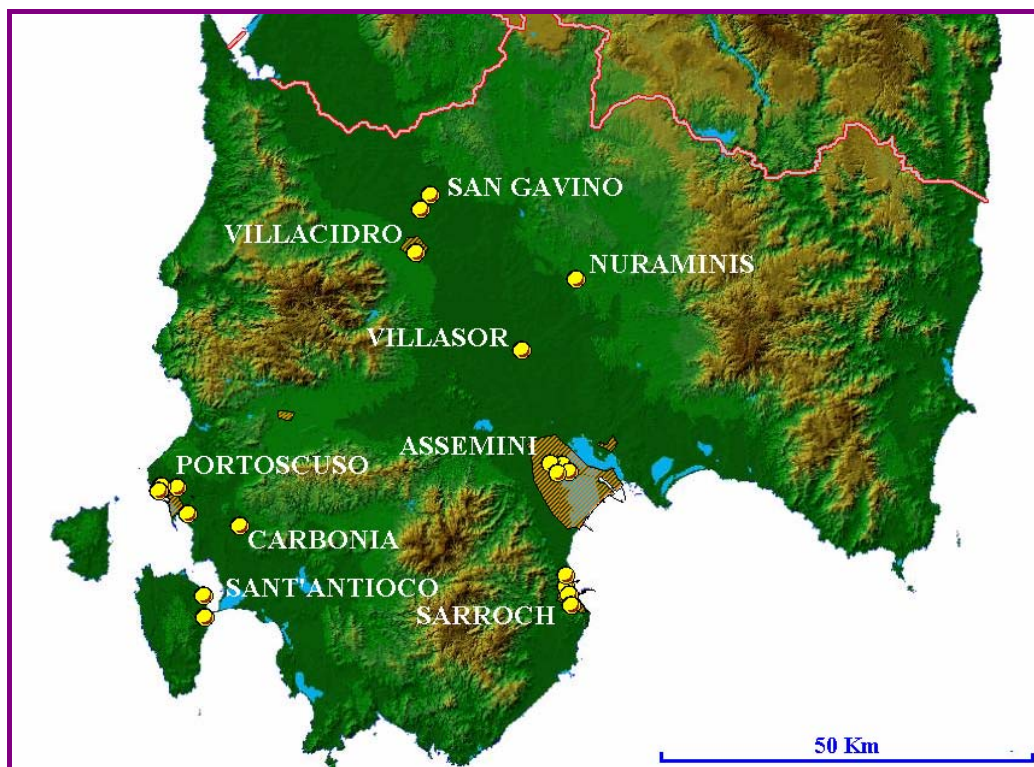 SAN GAVINO
VILLACIDRO
NURAMINIS
VILLASOR
ASSEMINI
PORTOSCUSO
CARBONIA
SANT'ANTIOCO
SARROCH
50 Km